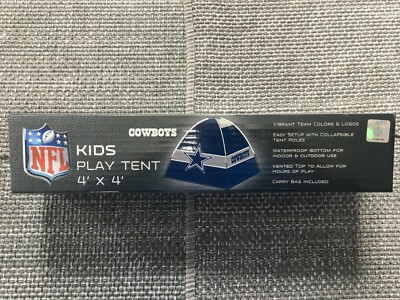 NFL
KIDS
PLAY TENT
4' x 4'
COWBOYS
COWBOYS
VIBRANT TEAM COLORS & LOGOS
EASY SETUP WITH COLLAPSIBLE
TENT POLES
WATERPROOF BOTTOM FOR
INDOOR & OUTDOOR USE
VENTED TOP TO ALLOW FOR
HOURS OF PLAY
CARRY BAG INCLUDED